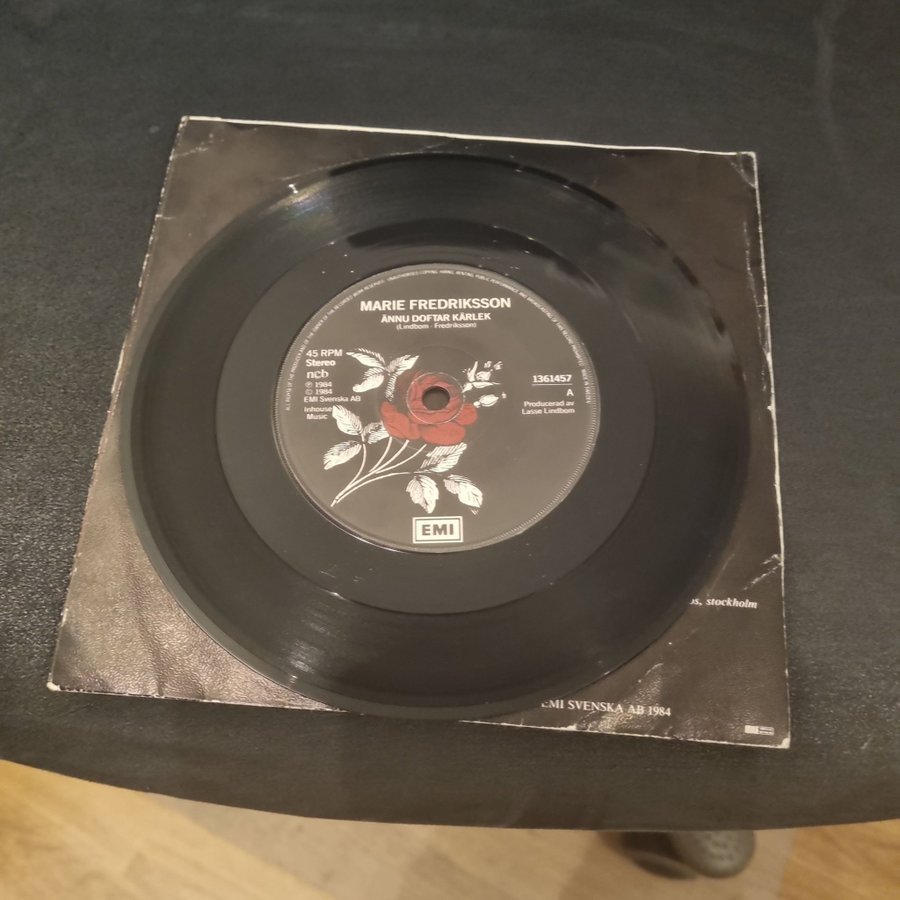 MARIE FREDRIKSSON
ÄNNU DOFTAR KÄRLEK
(Lindbom - Fredriksson)
45 RPM
Stereo
ncb
℗ 1984
© 1984
EMI Svenska AB
Inhouse
Music
1361457
A
Producerad av
Lasse Lindbom
EMI
stockholm
EMI SVENSKA AB 1984